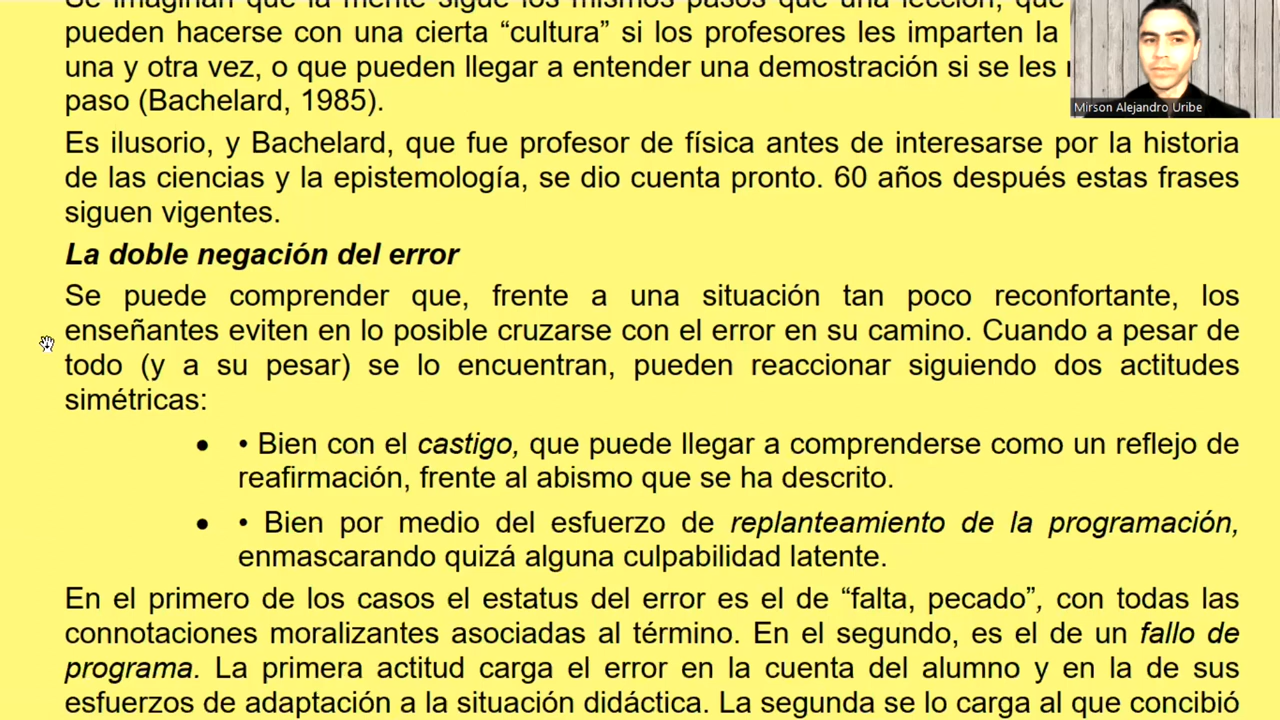 Se imaginan que la mente sigue los mismos pasos que una lección, que
pueden hacerse con una cierta “cultura” si los profesores les imparten la
una y otra vez, o que pueden llegar a entender una demostración si se les
paso (Bachelard, 1985).
Es ilusorio, y Bachelard, que fue profesor de física antes de interesarse por la historia
de las ciencias y la epistemología, se dio cuenta pronto. 60 años después estas frases
siguen vigentes.
La doble negación del error
Se puede comprender que, frente a una situación tan poco reconfortante, los
enseñantes eviten en lo posible cruzarse con el error en su camino. Cuando a pesar de
todo (y a su pesar) se lo encuentran, pueden reaccionar siguiendo dos actitudes
simétricas:
• • Bien con el castigo, que puede llegar a comprenderse como un reflejo de
reafirmación, frente al abismo que se ha descrito.
• • Bien por medio del esfuerzo de replanteamiento de la programación,
enmascarando quizá alguna culpabilidad latente.
En el primero de los casos el estatus del error es el de “falta, pecado”, con todas las
connotaciones moralizantes asociadas al término. En el segundo, es el de un fallo de
programa. La primera actitud carga el error en la cuenta del alumno y en la de sus
esfuerzos de adaptación a la situación didáctica. La segunda se lo carga al que concibió
Mirson Alejandro Uribe